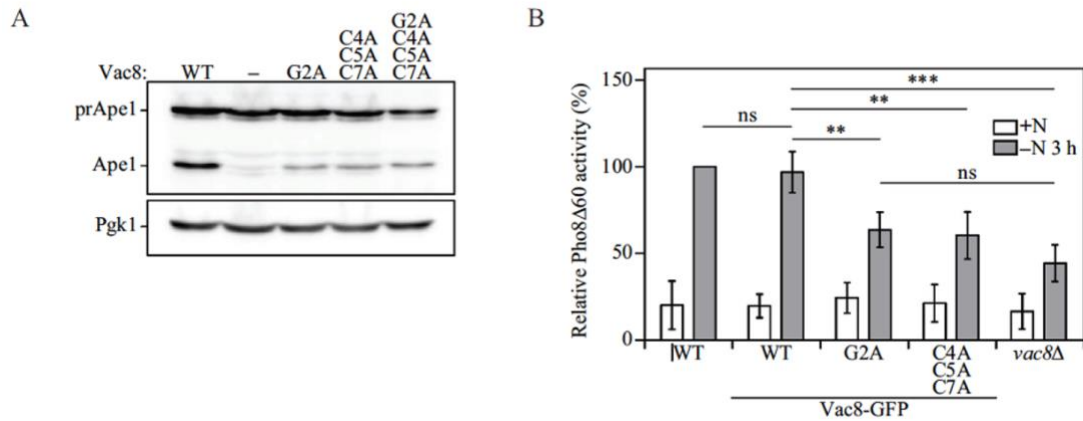 A
Vac8: WT – G2A C4A C5A C7A G2A C4A C5A C7A
prApe1
Ape1
Pgk1
B
Relative Pho8Δ60 activity (%)
150
100
50
0
***
**
ns
**
ns
+N
–N 3 h
WT WT G2A C4A vac8Δ
C5A
C7A
Vac8-GFP